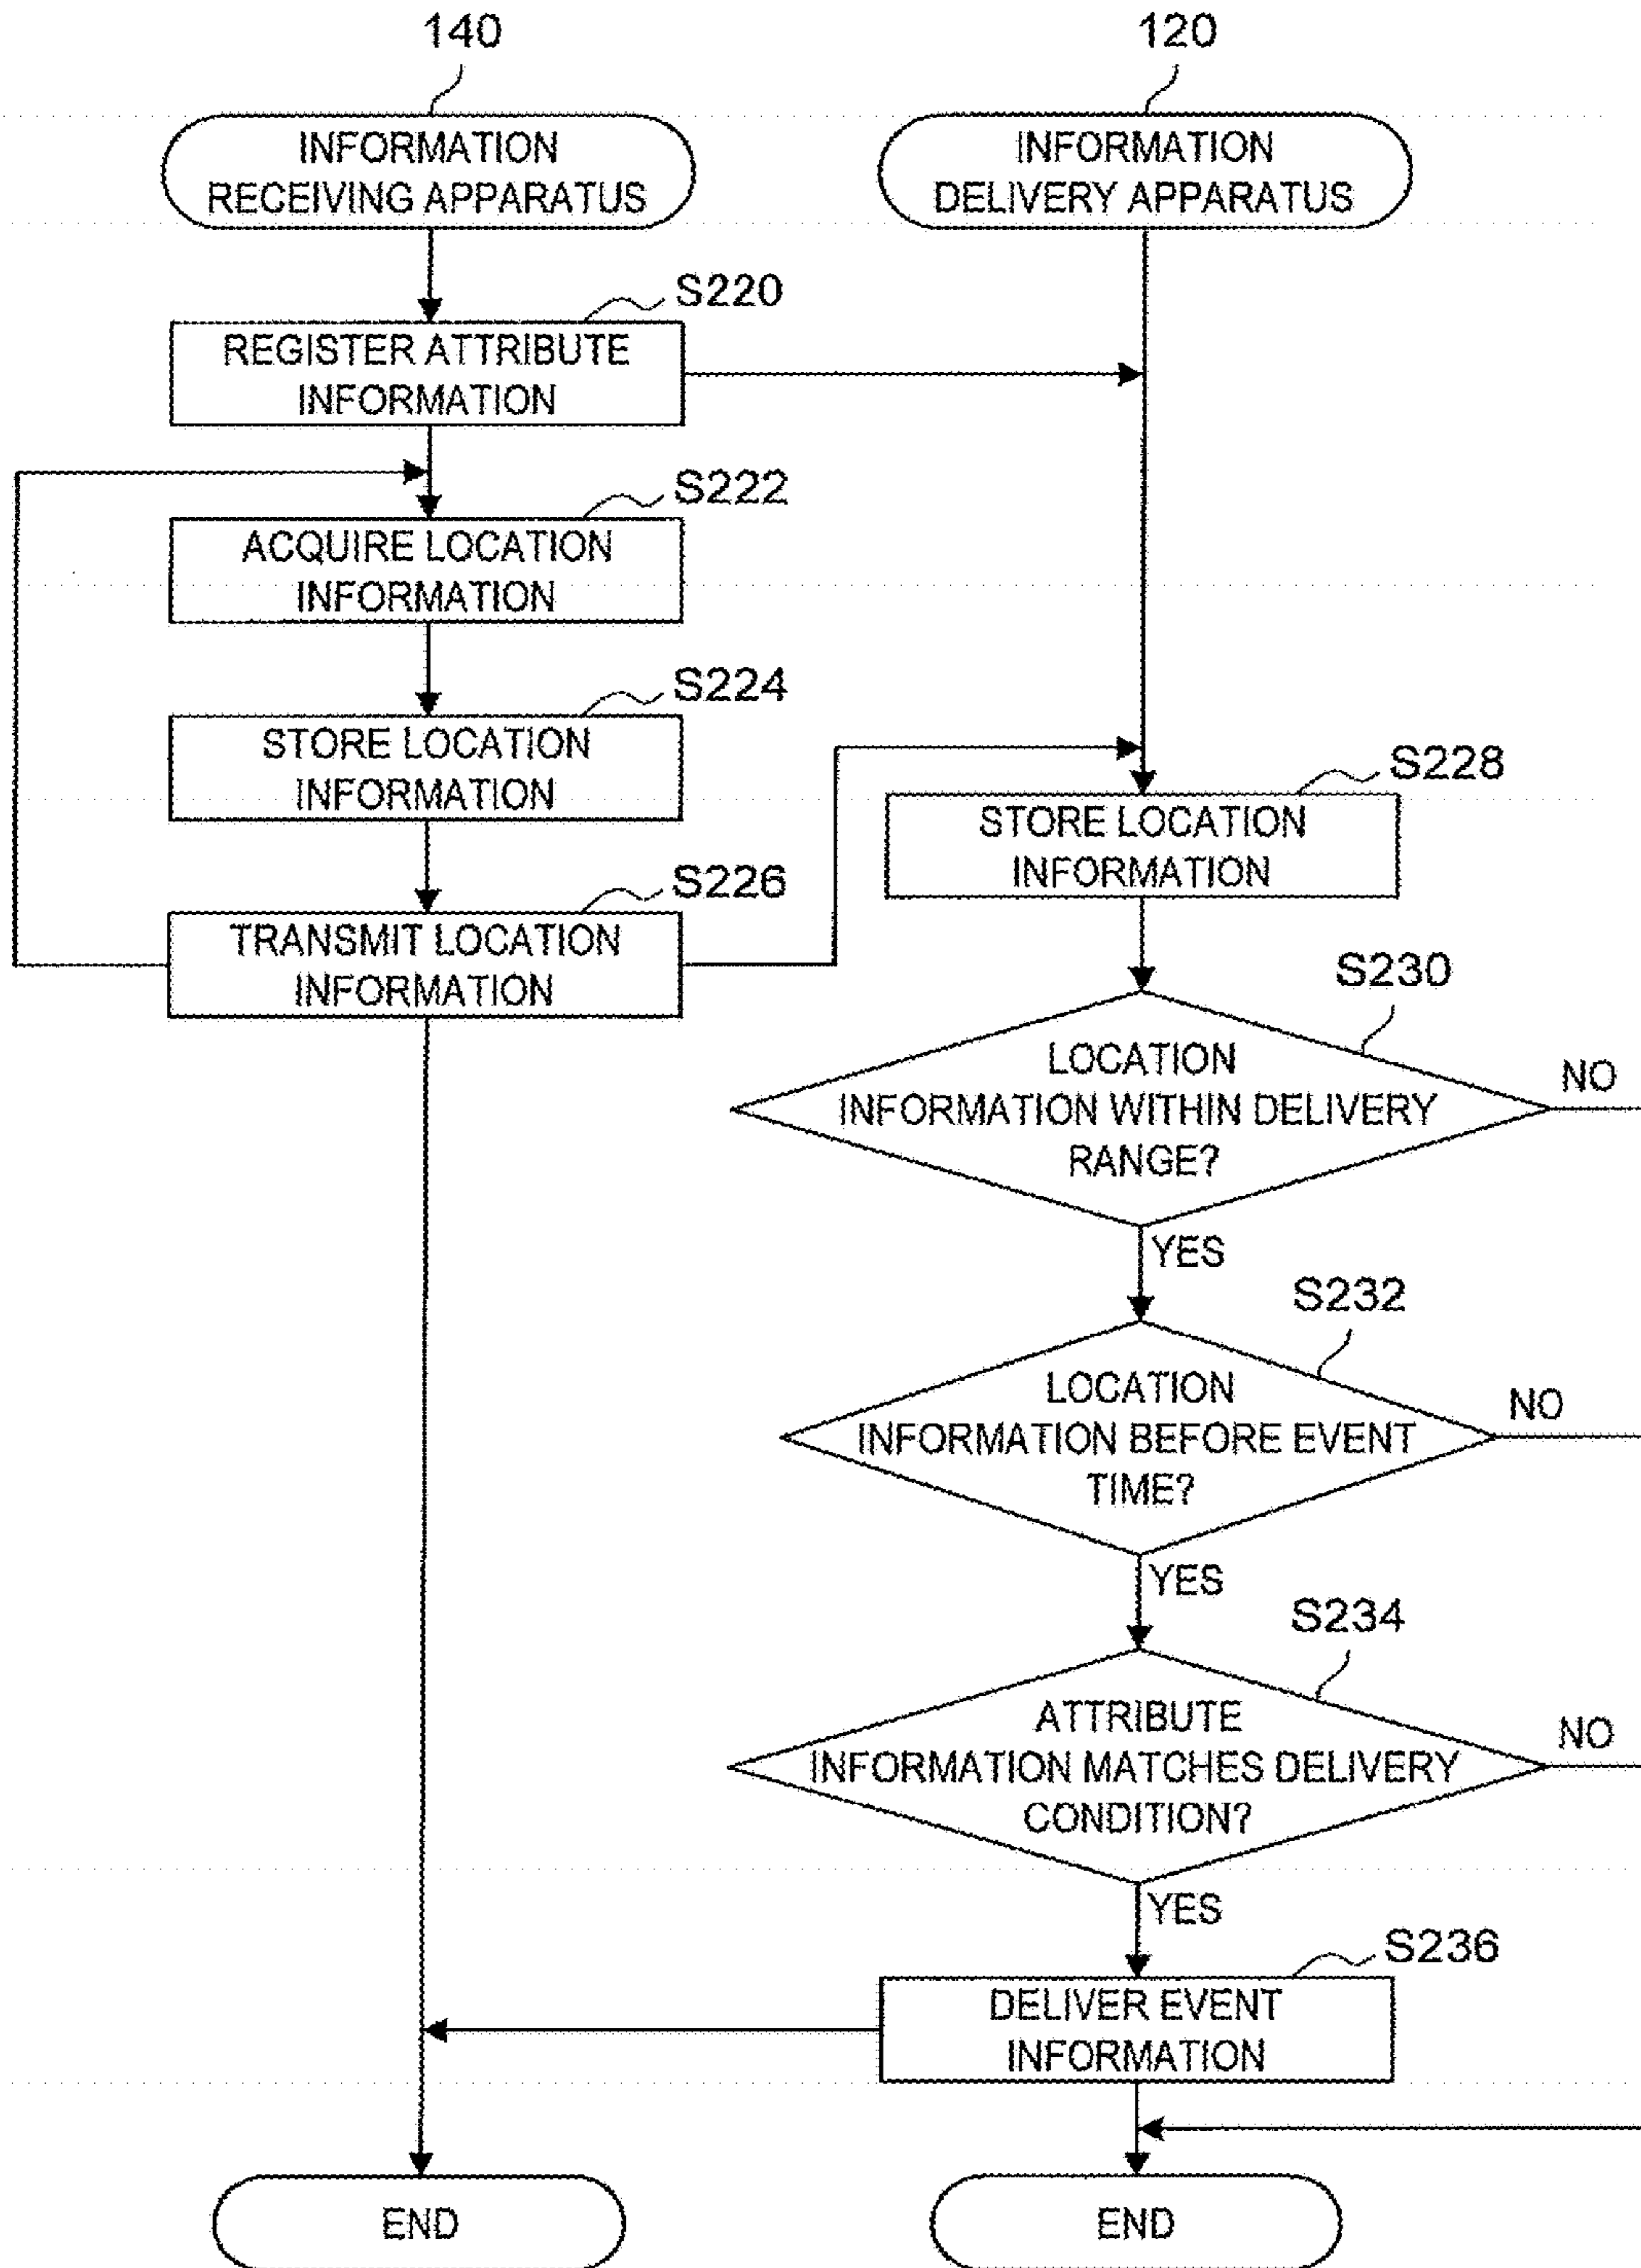 140
120
INFORMATION
RECEIVING APPARATUS
INFORMATION
DELIVERY APPARATUS
S220
REGISTER ATTRIBUTE
INFORMATION
S222
ACQUIRE LOCATION
INFORMATION
S224
STORE LOCATION
INFORMATION
S226
TRANSMIT LOCATION
INFORMATION
S228
STORE LOCATION
INFORMATION
S230
LOCATION
INFORMATION WITHIN DELIVERY
RANGE?
NO
YES
S232
LOCATION
INFORMATION BEFORE EVENT
TIME?
NO
YES
S234
ATTRIBUTE
INFORMATION MATCHES DELIVERY
CONDITION?
NO
YES
S236
DELIVER EVENT
INFORMATION
END
END